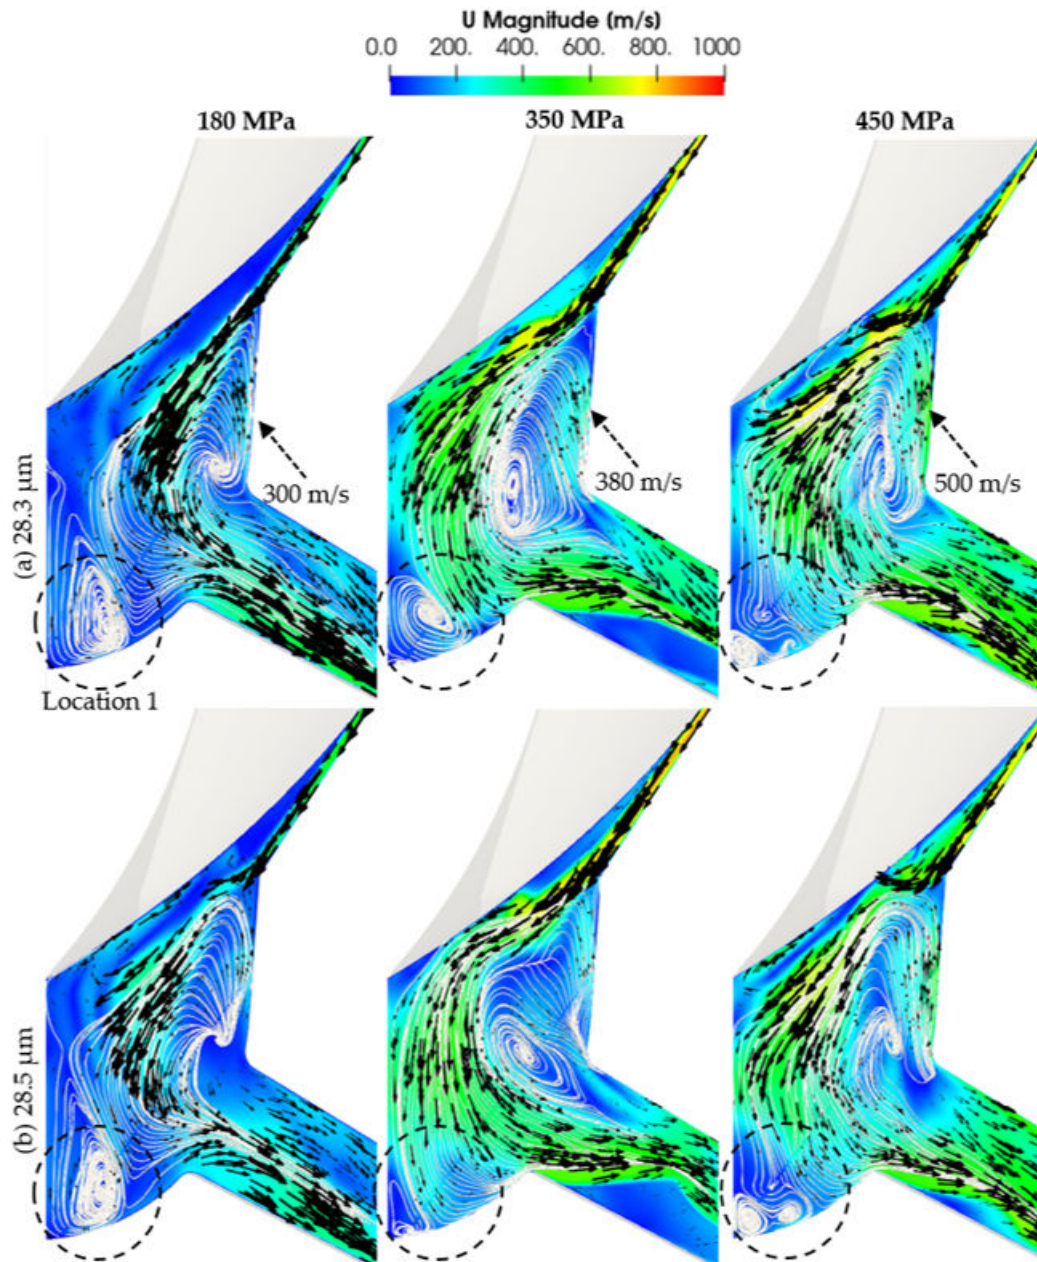 U Magnitude (m/s)
0.0 200. 400. 600. 800. 1000
180 MPa 350 MPa 450 MPa
(a) 28.3 μm
300 m/s 380 m/s 500 m/s
Location 1
(b) 28.5 μm